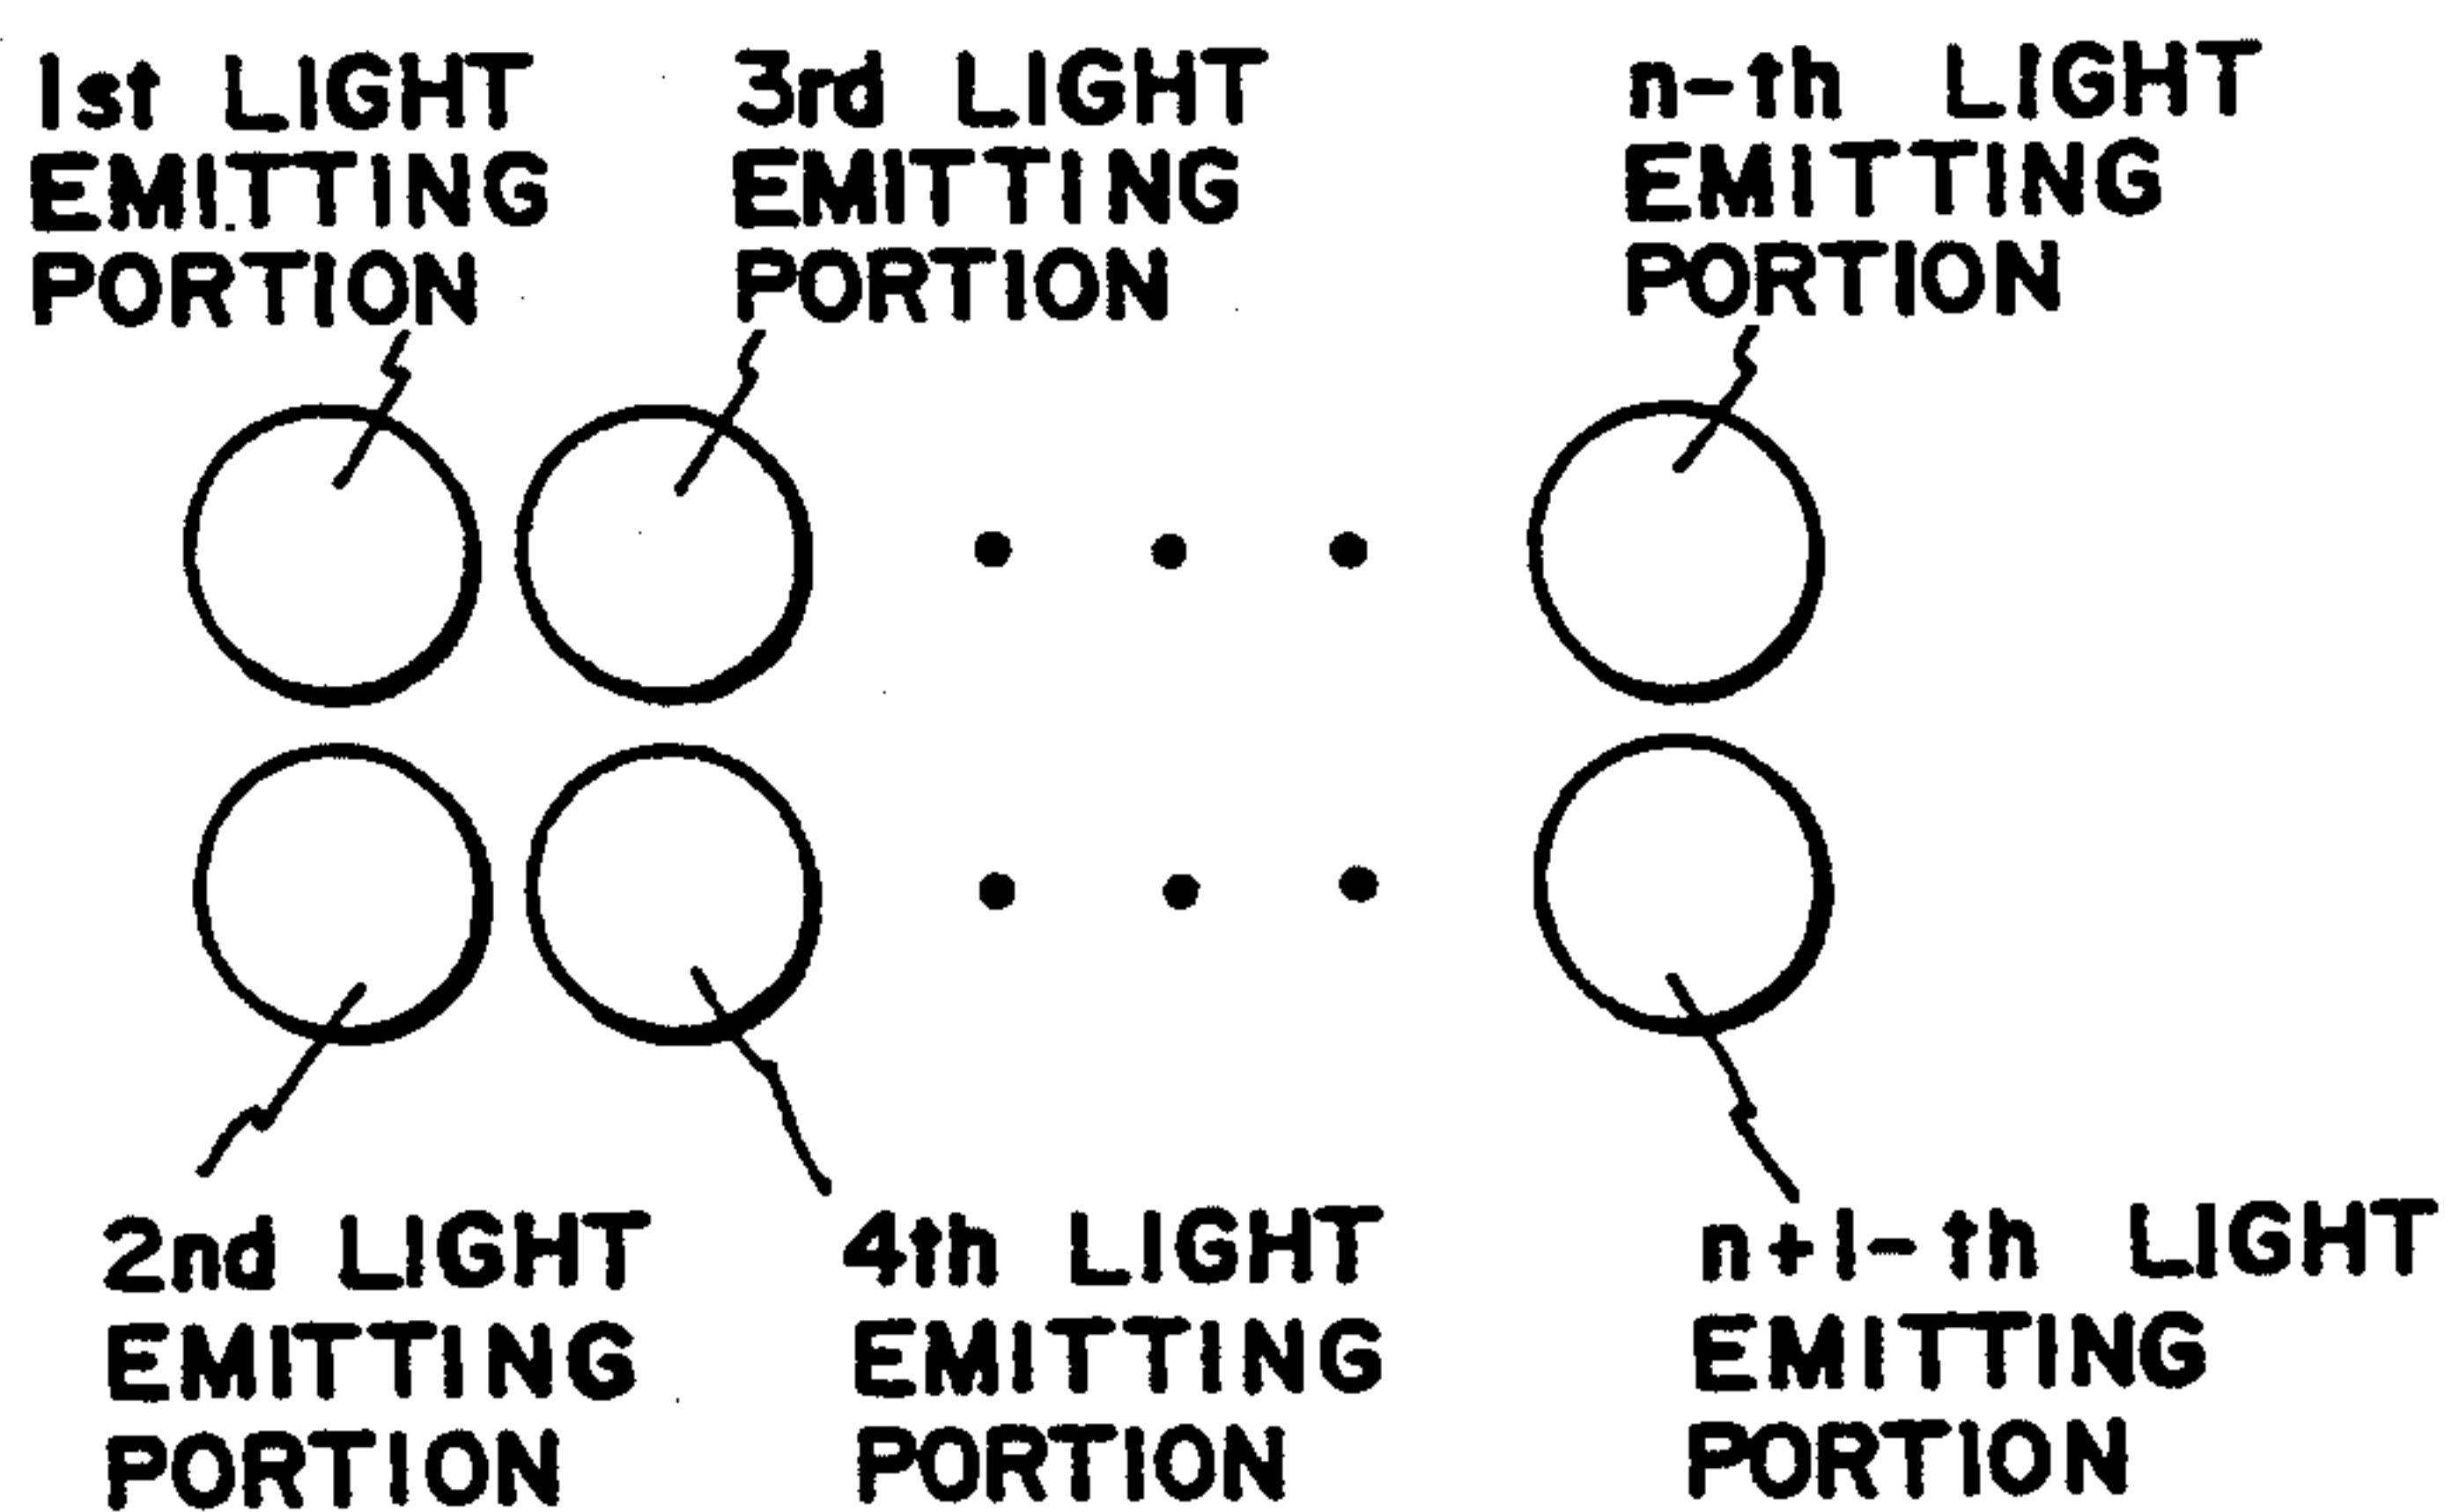 1st LIGHT
EMITTING
PORTION
3rd LIGHT
EMITTING
PORTION
n-th LIGHT
EMITTING
PORTION
2nd LIGHT
EMITTING
PORTION
4th LIGHT
EMITTING
PORTION
n+1-th LIGHT
EMITTING
PORTION